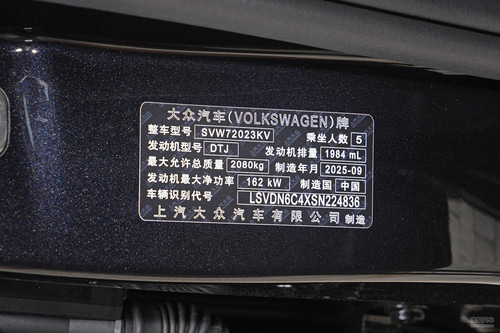 大众汽车(VOLKSWAGEN)牌
整车型号 SVW72023KV 乘坐人数 5
发动机型号 DTJ 发动机排量 1984 mL
最大允许总质量 2080kg 制造年月 2025-09
发动机最大净功率 162 kW 制造国 中国
车辆识别代号 LSVDN6C4XSN224836
上汽大众汽车有限公司 制造